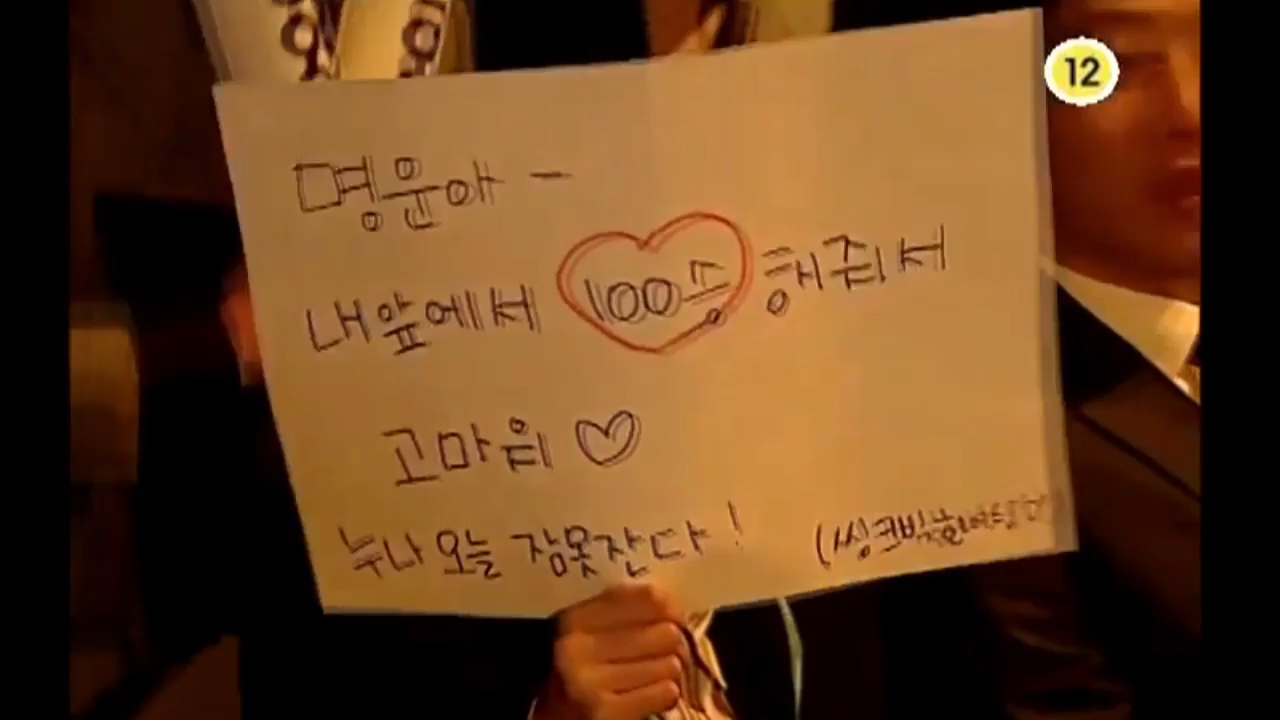 12
명운아 -
내앞에서 100승 해줘서
고마워 ♡
누나 오늘 잠못잔다!